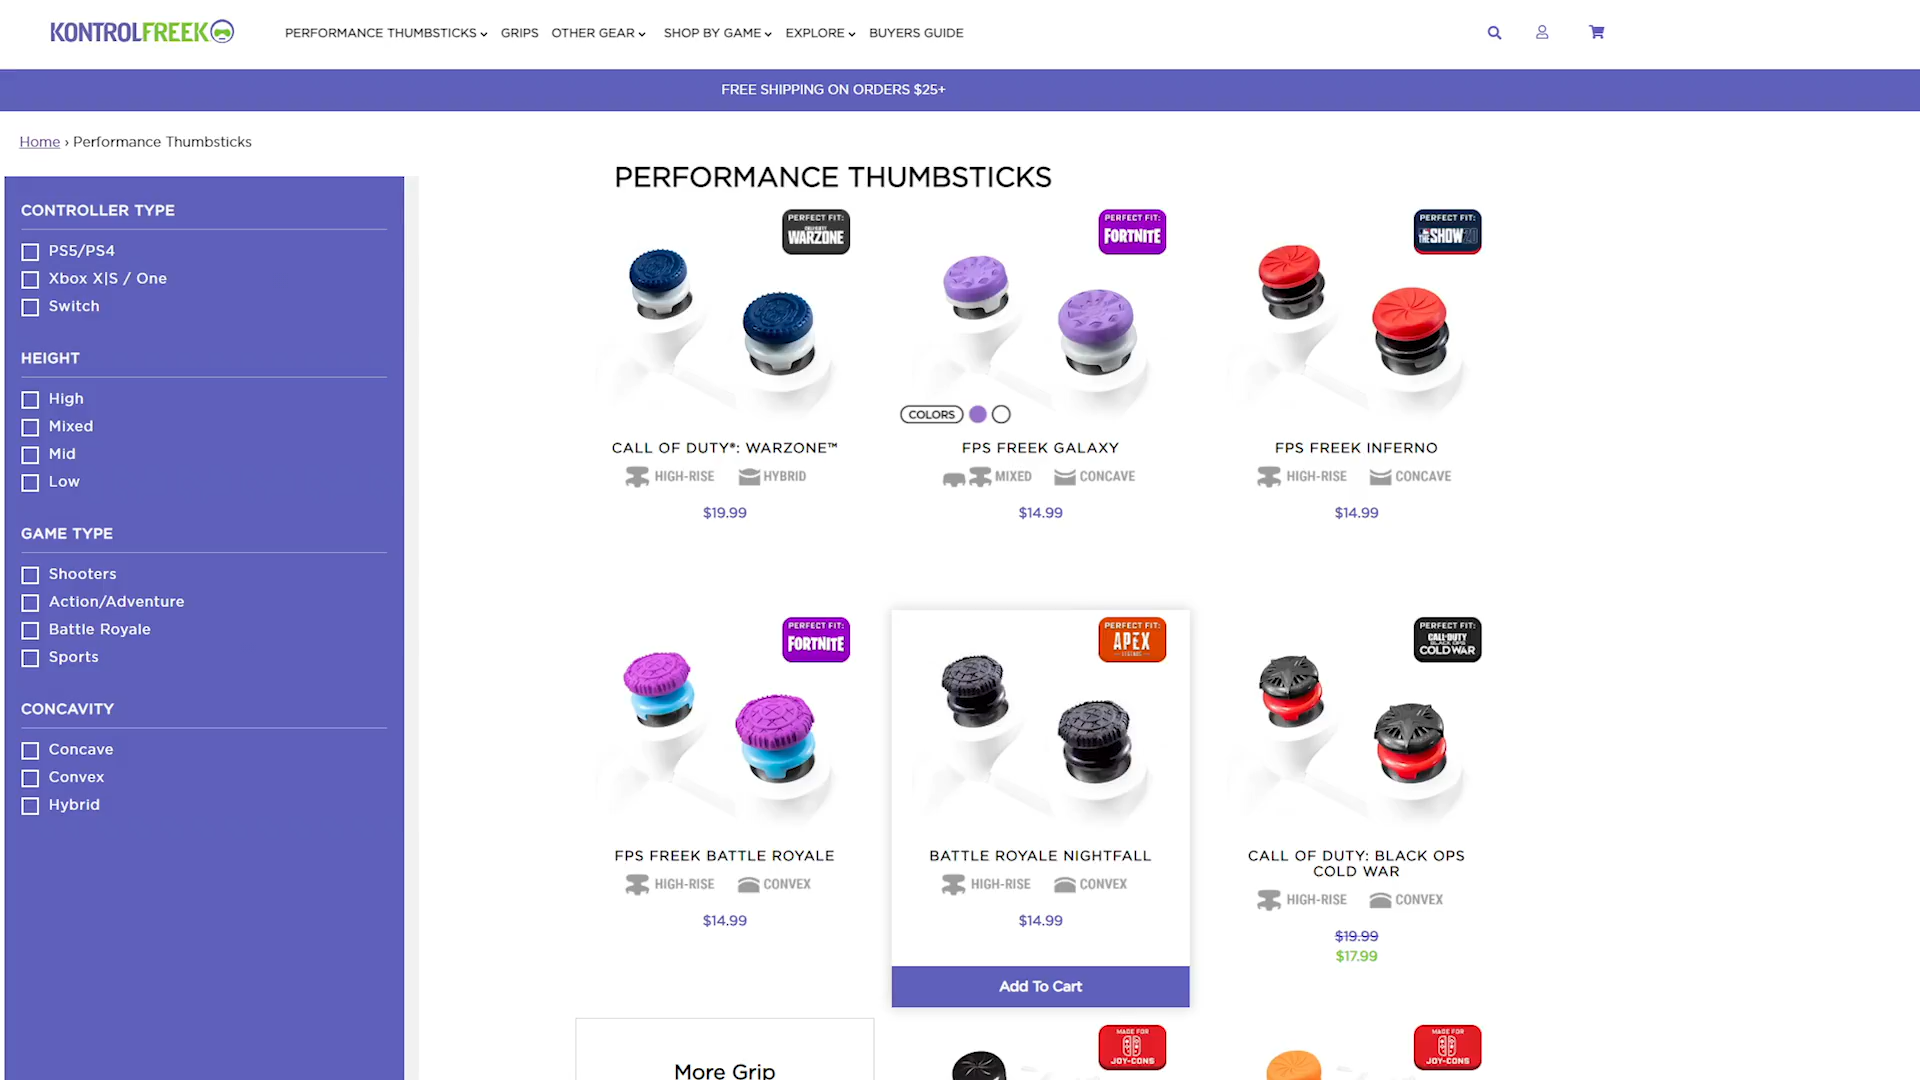 KONTROLFREEK
PERFORMANCE THUMBSTICKS GRIPS OTHER GEAR SHOP BY GAME EXPLORE BUYERS GUIDE
FREE SHIPPING ON ORDERS $25+
Home › Performance Thumbsticks
CONTROLLER TYPE
PS5/PS4
Xbox X|S / One
Switch
HEIGHT
High
Mixed
Mid
Low
GAME TYPE
Shooters
Action/Adventure
Battle Royale
Sports
CONCAVITY
Concave
Convex
Hybrid
PERFORMANCE THUMBSTICKS
PERFECT FIT:
CALL OF DUTY
WARZONE
CALL OF DUTY®: WARZONE™
HIGH-RISE HYBRID
$19.99
PERFECT FIT:
FORTNITE
COLORS
FPS FREEK GALAXY
MIXED CONCAVE
$14.99
PERFECT FIT:
THE SHOW 20
FPS FREEK INFERNO
HIGH-RISE CONCAVE
$14.99
PERFECT FIT:
FORTNITE
FPS FREEK BATTLE ROYALE
HIGH-RISE CONVEX
$14.99
PERFECT FIT:
APEX
LEGENDS
BATTLE ROYALE NIGHTFALL
HIGH-RISE CONVEX
$14.99
Add To Cart
PERFECT FIT:
CALL OF DUTY
BLACK OPS
COLD WAR
CALL OF DUTY: BLACK OPS
COLD WAR
HIGH-RISE CONVEX
$19.99
$17.99
More Grip
MADE FOR
JOY-CONS
MADE FOR
JOY-CONS